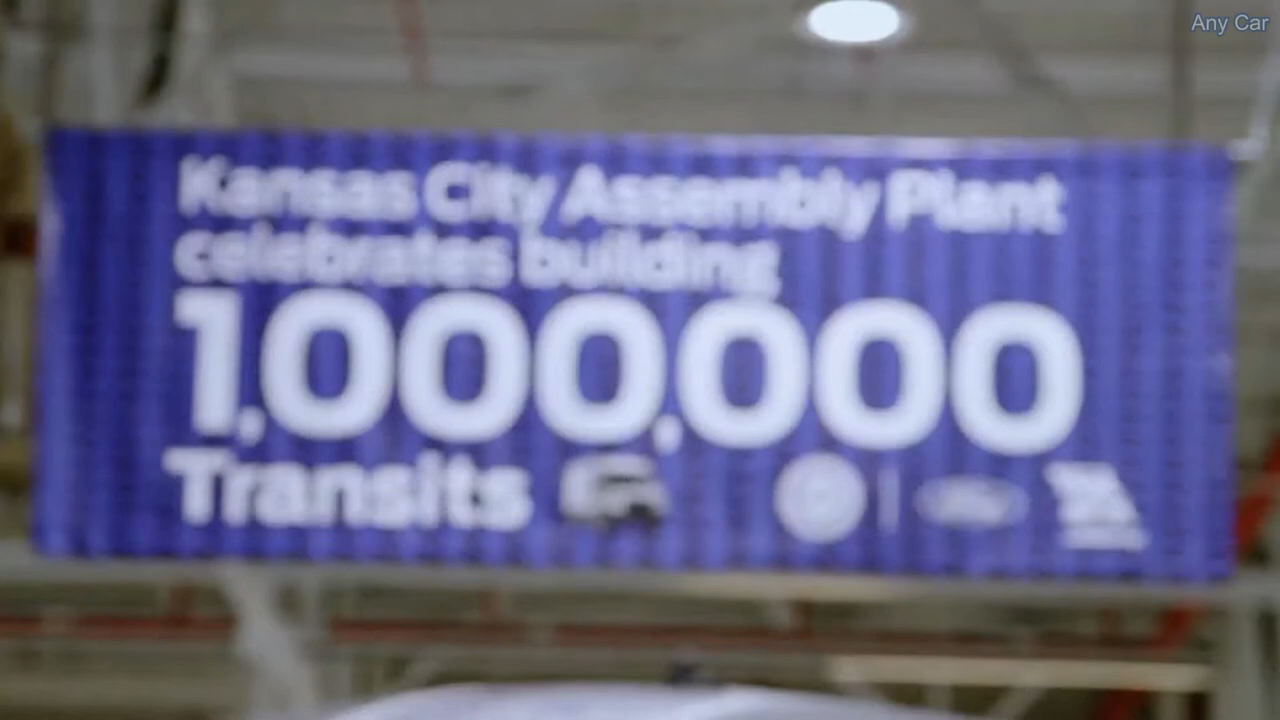 Any Car
Kansas City Assembly Plant
celebrates building
1,000,000
Transits